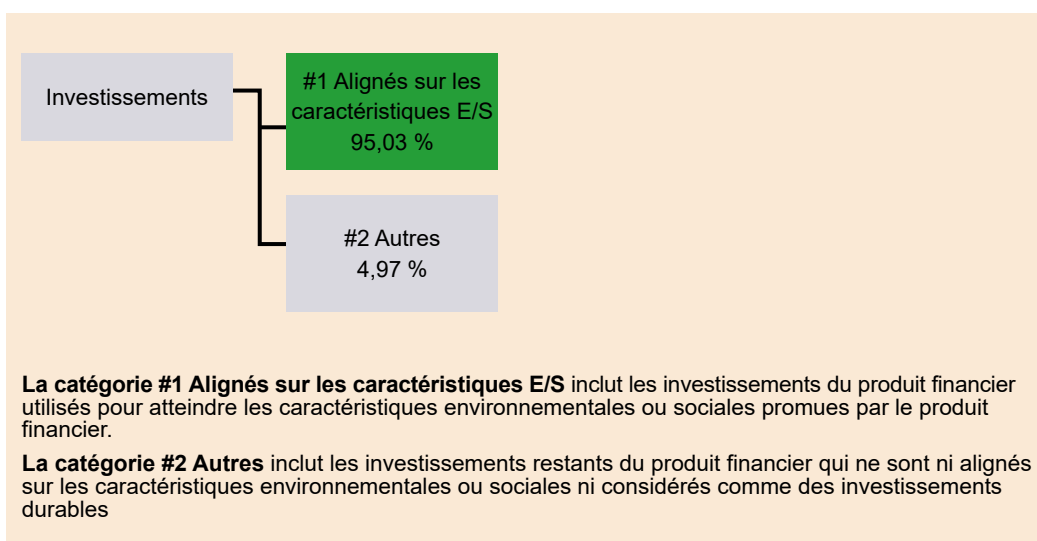 Investissements
#1 Alignés sur les
caractéristiques E/S
95,03 %
#2 Autres
4,97 %
La catégorie #1 Alignés sur les caractéristiques E/S inclut les investissements du produit financier
utilisés pour atteindre les caractéristiques environnementales ou sociales promues par le produit
financier.
La catégorie #2 Autres inclut les investissements restants du produit financier qui ne sont ni alignés
sur les caractéristiques environnementales ou sociales ni considérés comme des investissements
durables